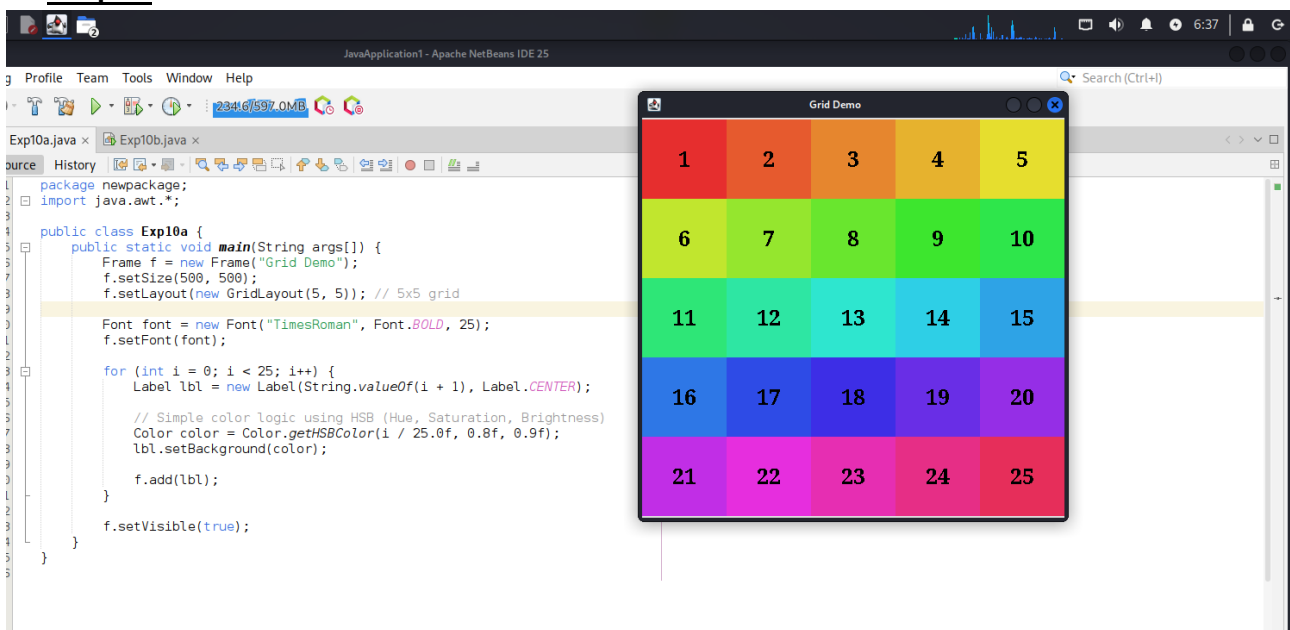 6:37
JavaApplication1 - Apache NetBeans IDE 25
Profile Team Tools Window Help
Search (Ctrl+I)
234.6/597.0MB
Exp10a.java × Exp10b.java ×
History
package newpackage;
import java.awt.*;
public class Exp10a {
public static void main(String args[]) {
Frame f = new Frame("Grid Demo");
f.setSize(500, 500);
f.setLayout(new GridLayout(5, 5)); // 5x5 grid
Font font = new Font("TimesRoman", Font.BOLD, 25);
f.setFont(font);
for (int i = 0; i < 25; i++) {
Label lbl = new Label(String.valueOf(i + 1), Label.CENTER);
// Simple color logic using HSB (Hue, Saturation, Brightness)
Color color = Color.getHSBColor(i / 25.0f, 0.8f, 0.9f);
lbl.setBackground(color);
f.add(lbl);
}
f.setVisible(true);
}
}
Grid Demo
1 2 3 4 5
6 7 8 9 10
11 12 13 14 15
16 17 18 19 20
21 22 23 24 25